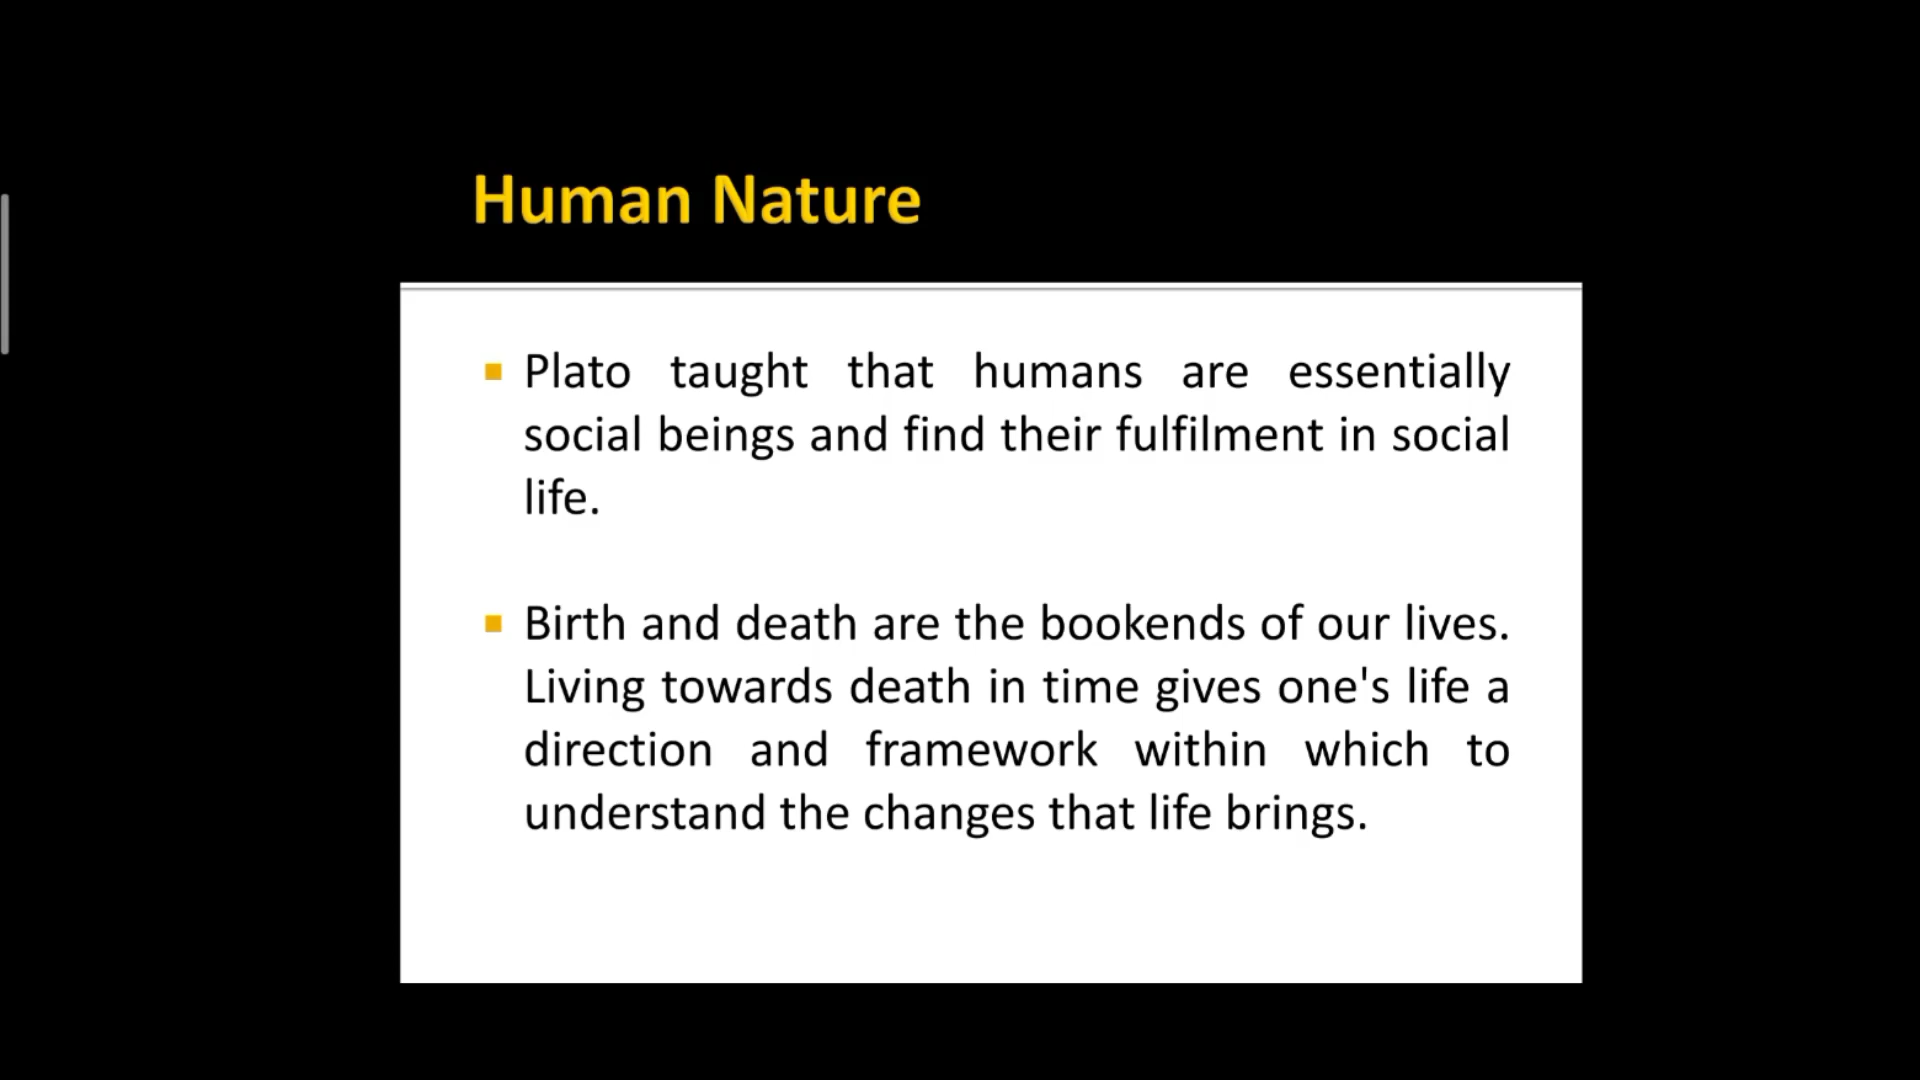 Human Nature
Plato taught that humans are essentially
social beings and find their fulfilment in social
life.
Birth and death are the bookends of our lives.
Living towards death in time gives one's life a
direction and framework within which to
understand the changes that life brings.